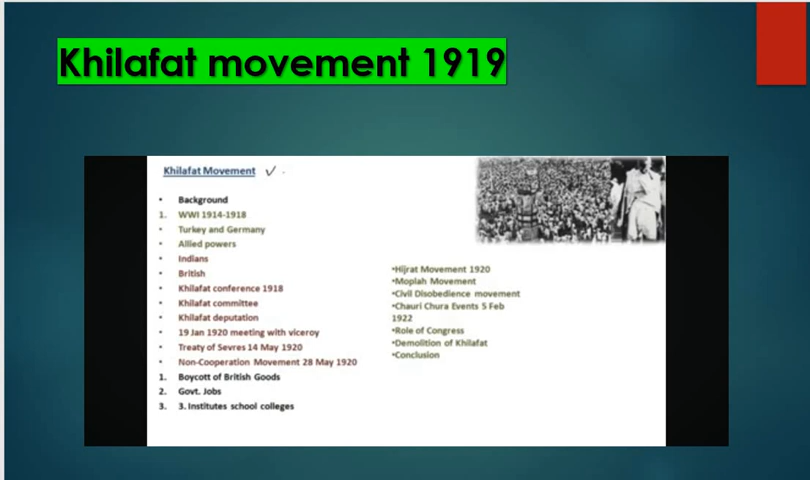 Khilafat movement 1919
Khilafat Movement
• Background
1. WWI 1914-1918
• Turkey and Germany
• Allied powers
• Indians
• British
• Khilafat conference 1918
• Khilafat committee
• Khilafat deputation
• 19 Jan 1920 meeting with viceroy
• Treaty of Sevres 14 May 1920
• Non-Cooperation Movement 28 May 1920
1. Boycott of British Goods
2. Govt. Jobs
3. 3. Institutes school colleges
•Hijrat Movement 1920
•Moplah Movement
•Civil Disobedience movement
•Chauri Chura Events 5 Feb
1922
•Role of Congress
•Demolition of Khilafat
•Conclusion